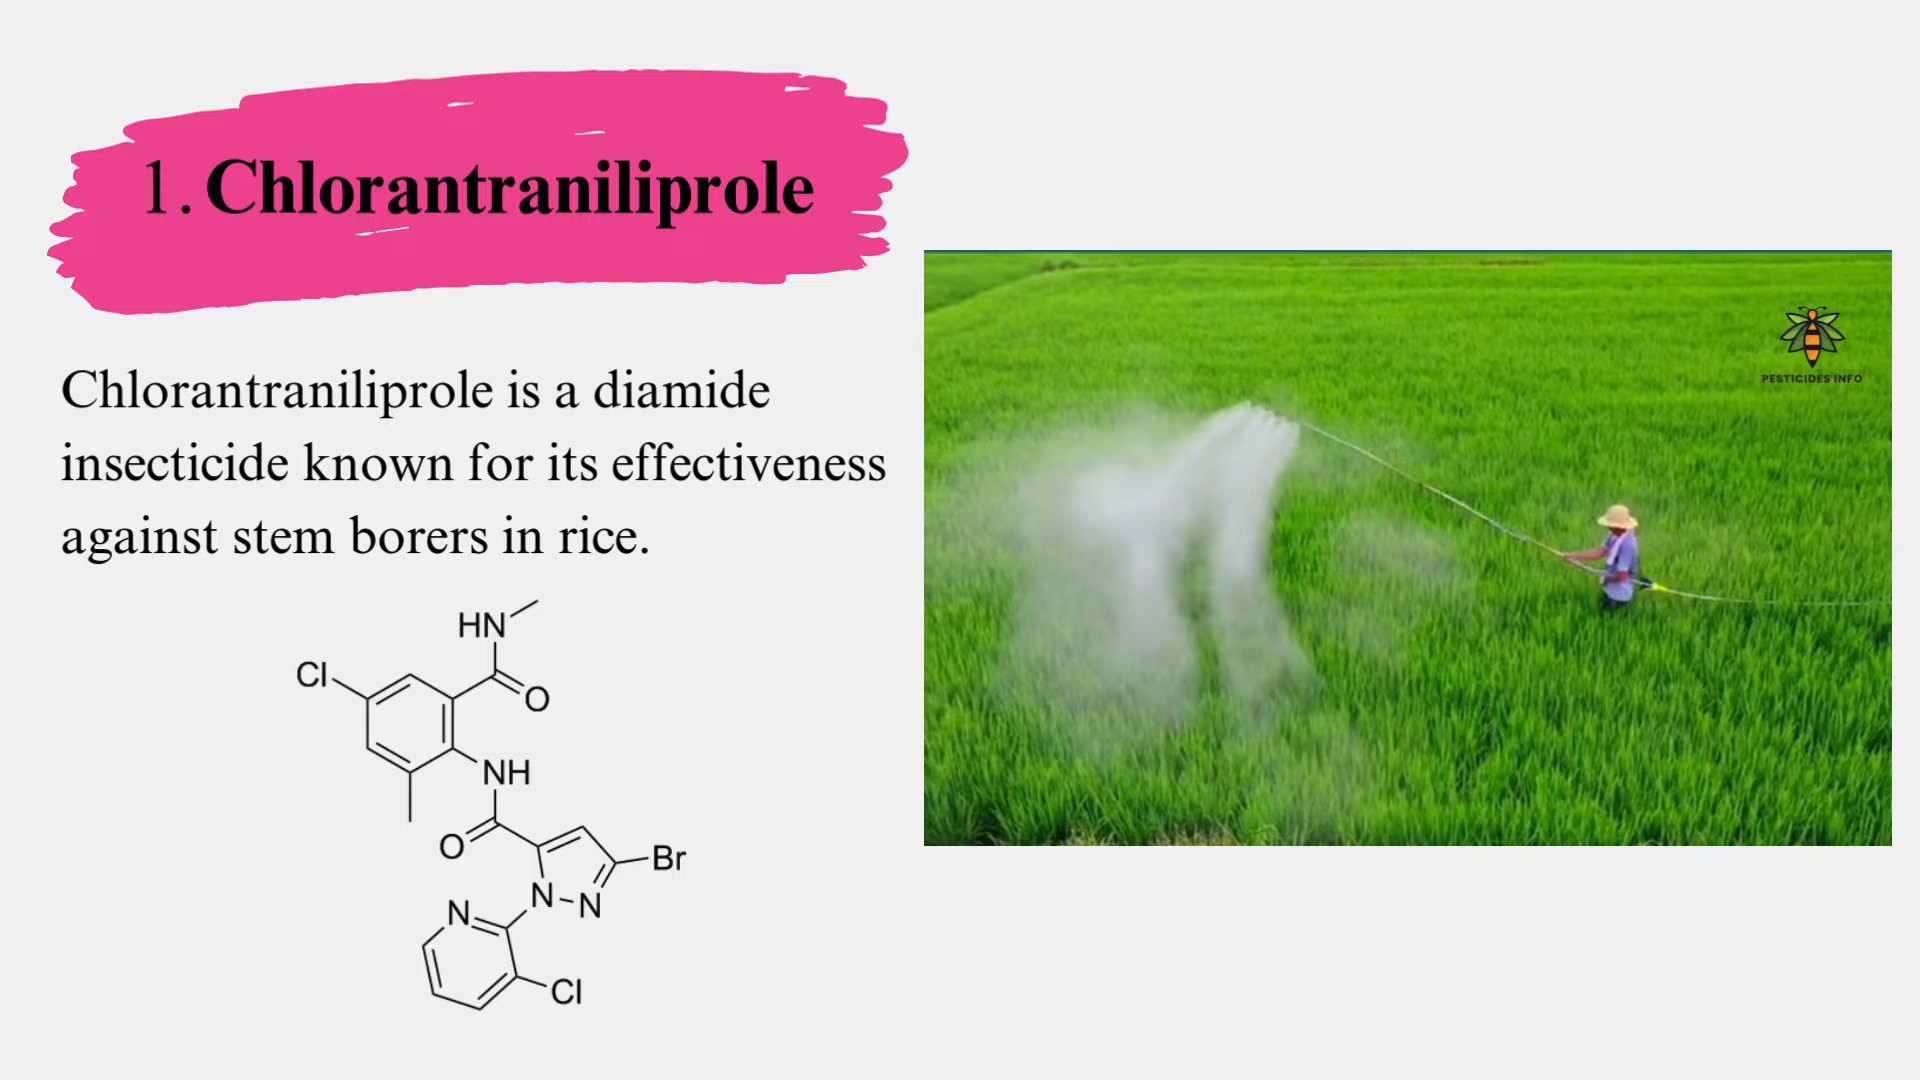 1. Chlorantraniliprole
Chlorantraniliprole is a diamide
insecticide known for its effectiveness
against stem borers in rice.
PESTICIDES INFO
HN
Cl
O
NH
O
Br
N
N
N
Cl